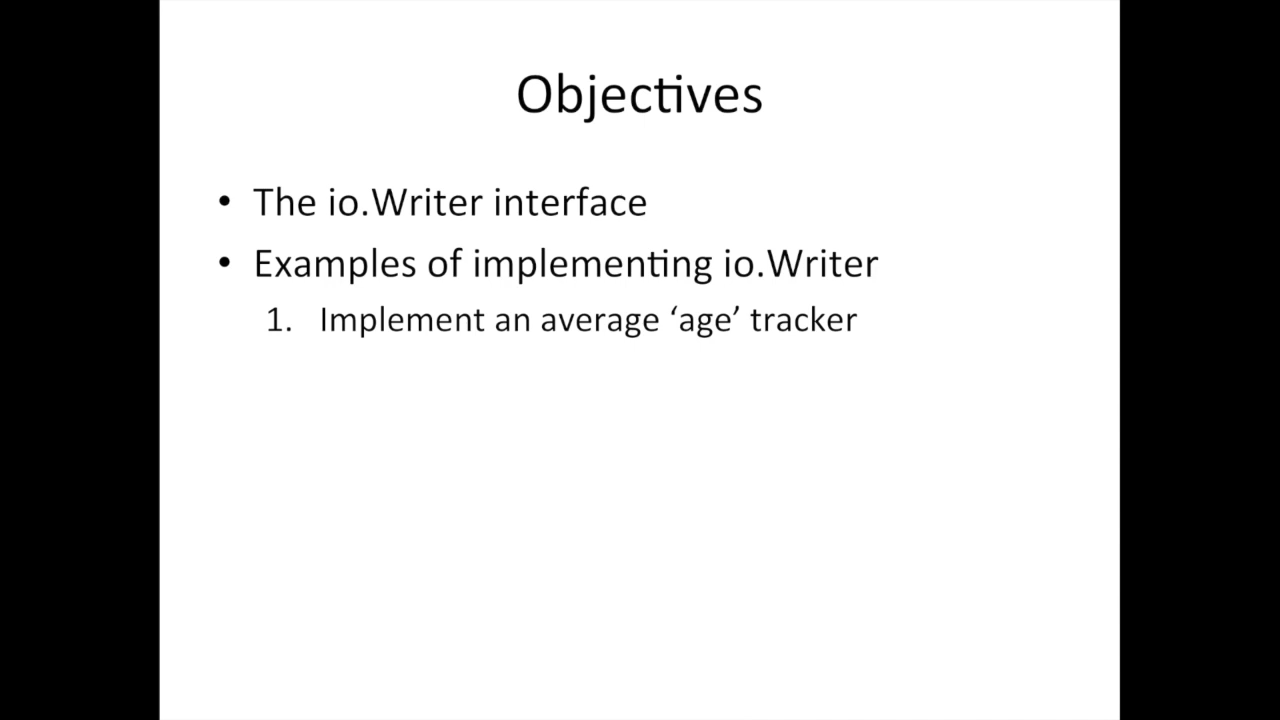 Objectives
• The io.Writer interface
• Examples of implementing io.Writer
1. Implement an average ‘age’ tracker